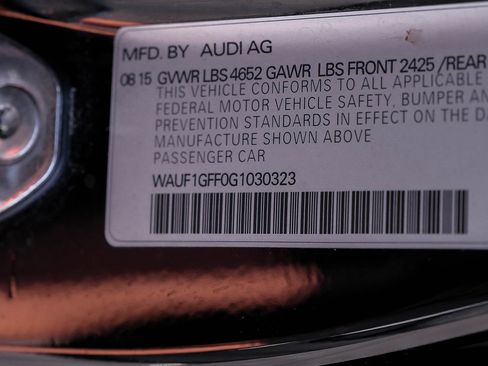 MFD. BY AUDI AG
08 15 GVWR LBS 4652 GAWR LBS FRONT 2425 /REAR
THIS VEHICLE CONFORMS TO ALL APPLICABLE
FEDERAL MOTOR VEHICLE SAFETY, BUMPER AN
PREVENTION STANDARDS IN EFFECT ON THE DA
MANUFACTURE SHOWN ABOVE
PASSENGER CAR
WAUF1GFF0G1030323